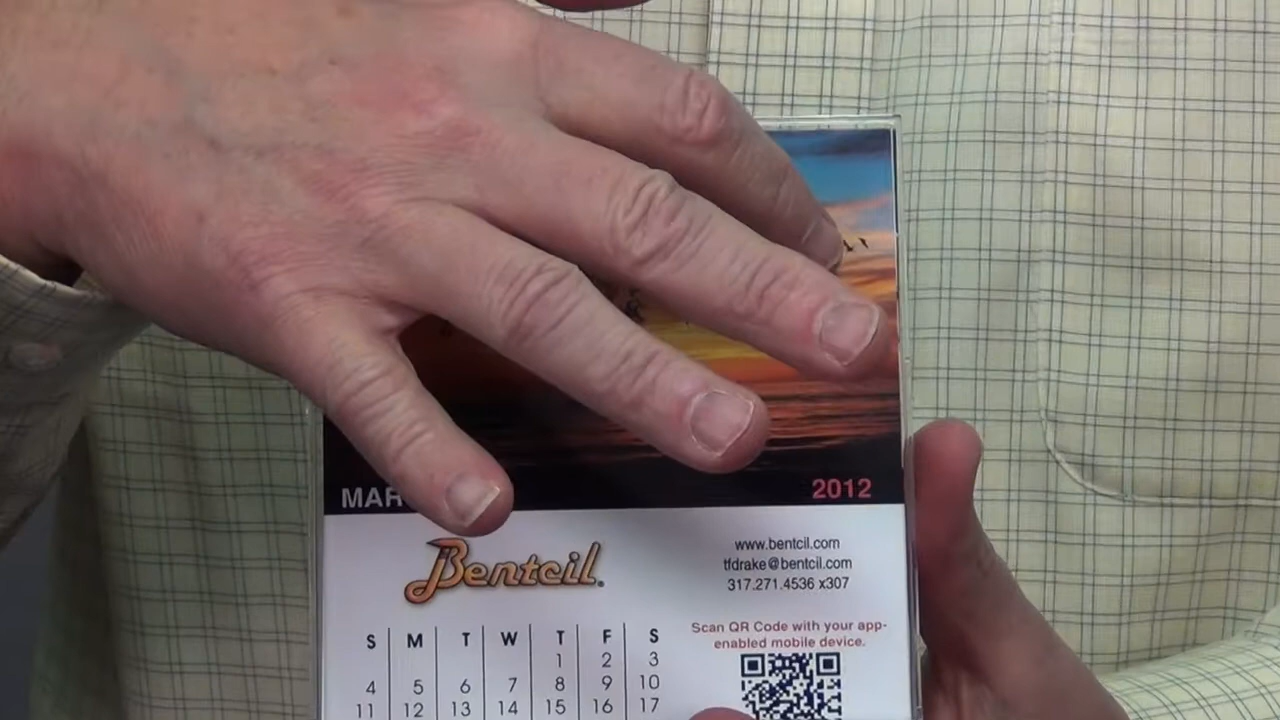 MAR 2012
Bentcil®
www.bentcil.com
tfdrake@bentcil.com
317.271.4536 x307
Scan QR Code with your app-
enabled mobile device.
S M T W T F S
1 2 3
4 5 6 7 8 9 10
11 12 13 14 15 16 17